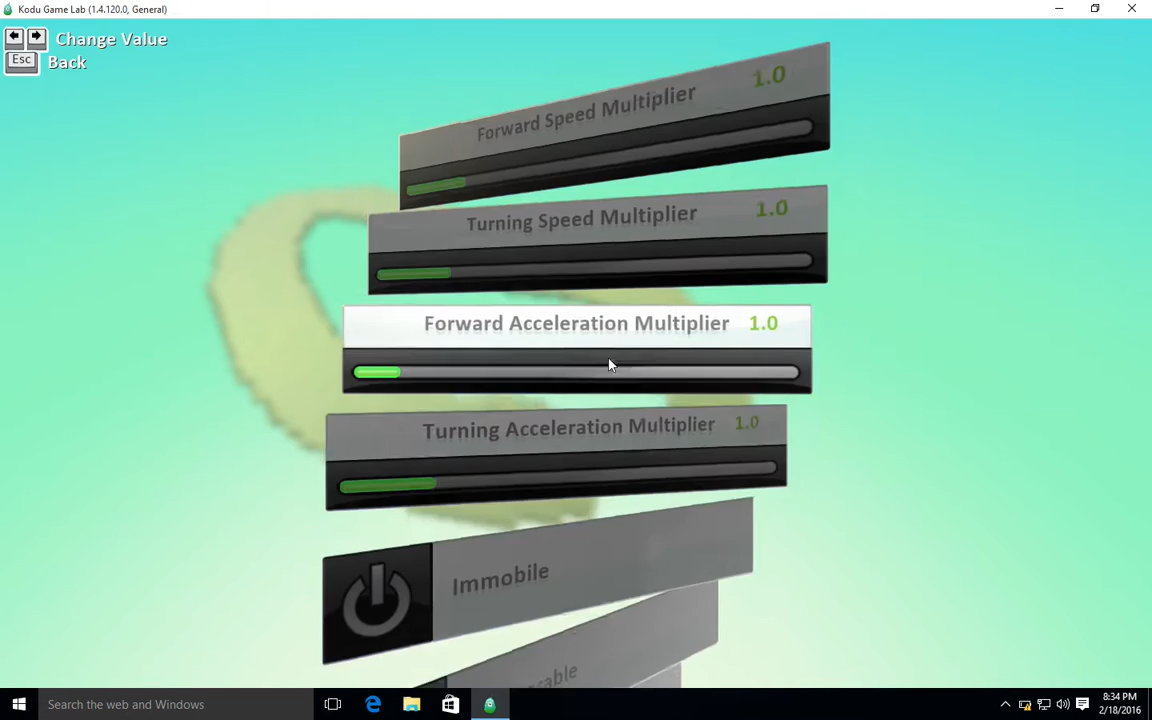 Kodu Game Lab (1.4.120.0, General)
Change Value
Esc Back
Forward Speed Multiplier 1.0
Turning Speed Multiplier 1.0
Forward Acceleration Multiplier 1.0
Turning Acceleration Multiplier 1.0
Immobile
Search the web and Windows
8:34 PM
2/18/2016